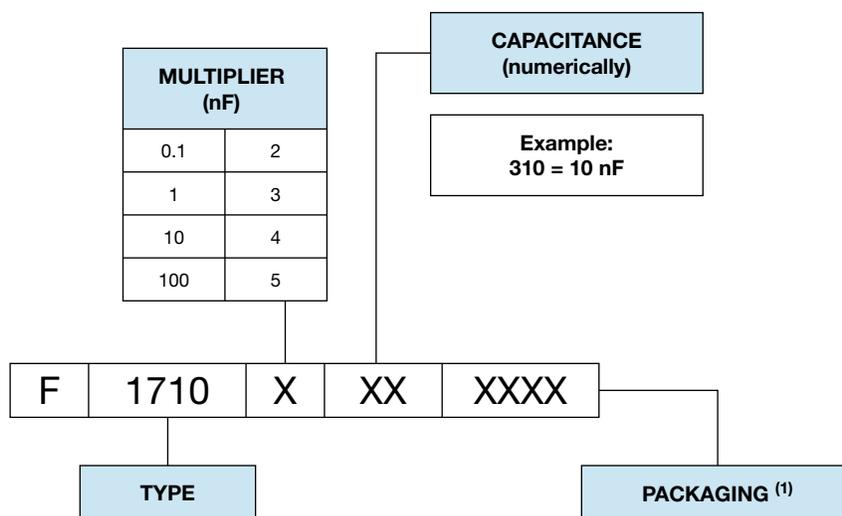 CAPACITANCE
(numerically)
MULTIPLIER
(nF)
Example:
310 = 10 nF
0.1 2
1 3
10 4
100 5
F 1710 X XX XXXX
TYPE
PACKAGING (1)